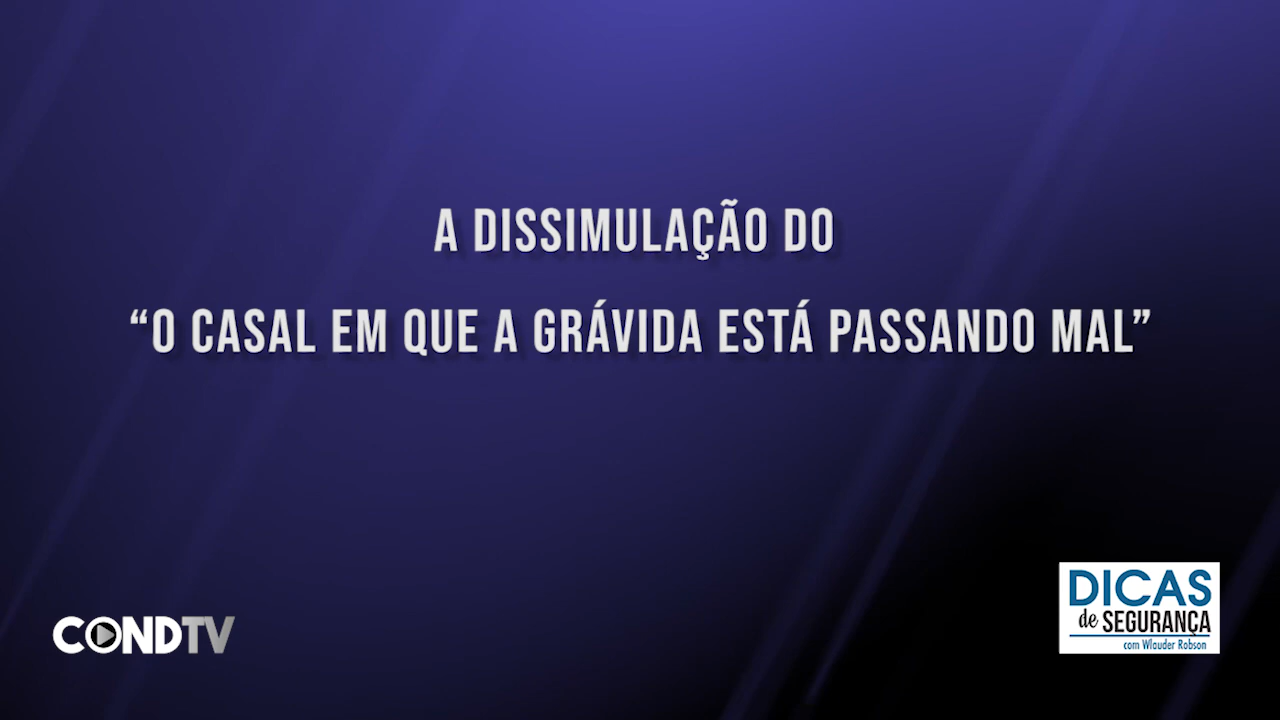 A DISSIMULAÇÃO DO
“O CASAL EM QUE A GRÁVIDA ESTÁ PASSANDO MAL”
CONDTV
DICAS
de SEGURANÇA
com Wlauder Robson